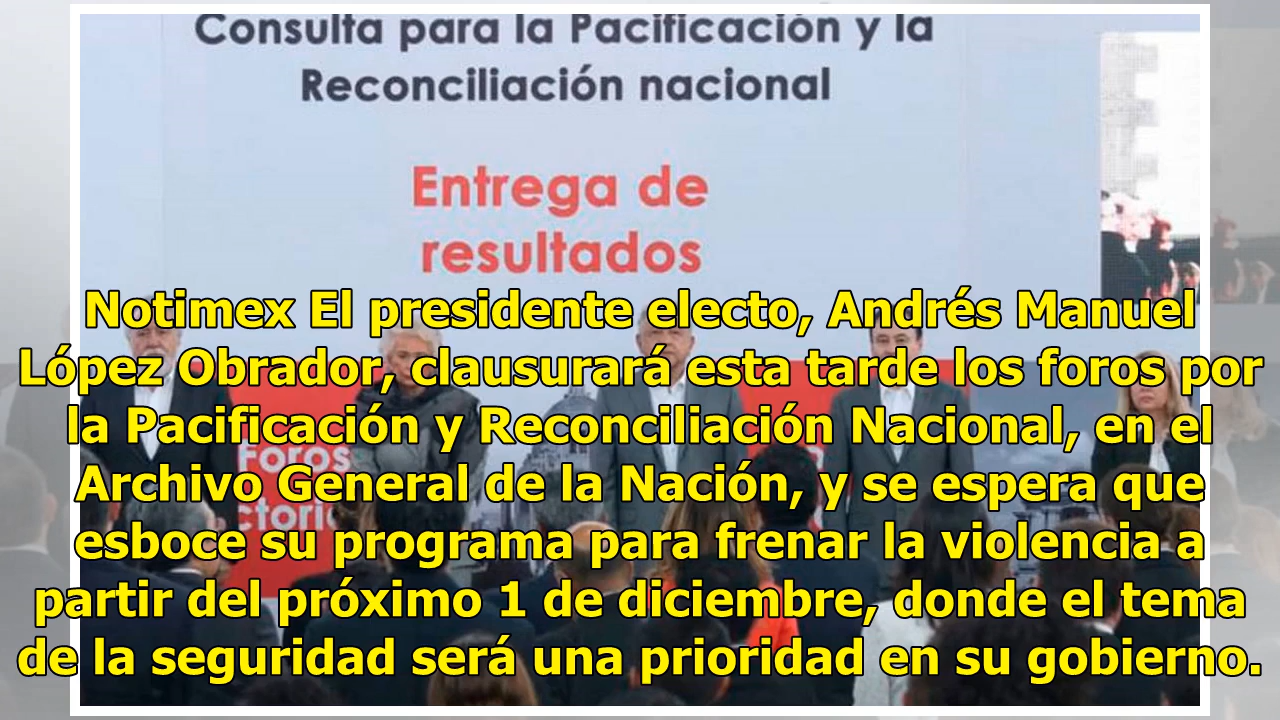 Consulta para la Pacificación y la
Reconciliación nacional
Entrega de
resultados
Notimex El presidente electo, Andrés Manuel
López Obrador, clausurará esta tarde los foros por
la Pacificación y Reconciliación Nacional, en el
Foros
Archivo General de la Nación, y se espera que
esboce su programa para frenar la violencia a
partir del próximo 1 de diciembre, donde el tema
de la seguridad será una prioridad en su gobierno.